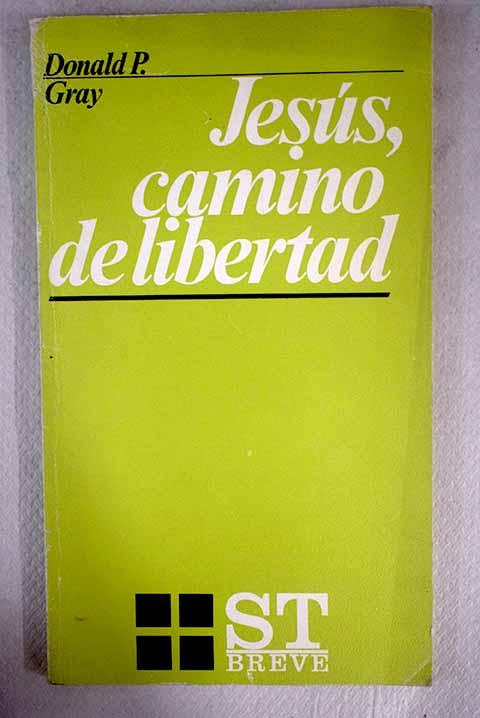 Donald P.
Gray
Jesús,
camino
de libertad
ST
BREVE